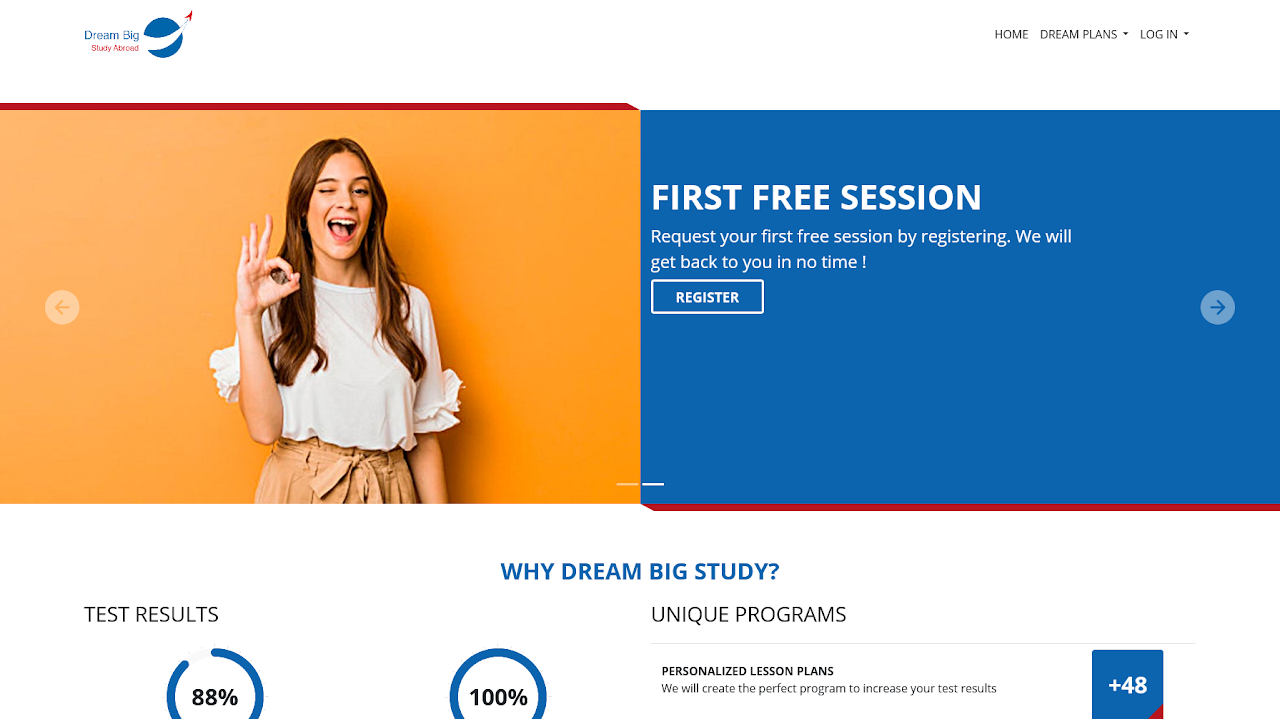 Dream Big
Study Abroad
HOME DREAM PLANS LOG IN
FIRST FREE SESSION
Request your first free session by registering. We will
get back to you in no time !
REGISTER
WHY DREAM BIG STUDY?
TEST RESULTS
88% 100%
UNIQUE PROGRAMS
PERSONALIZED LESSON PLANS
We will create the perfect program to increase your test results
+48